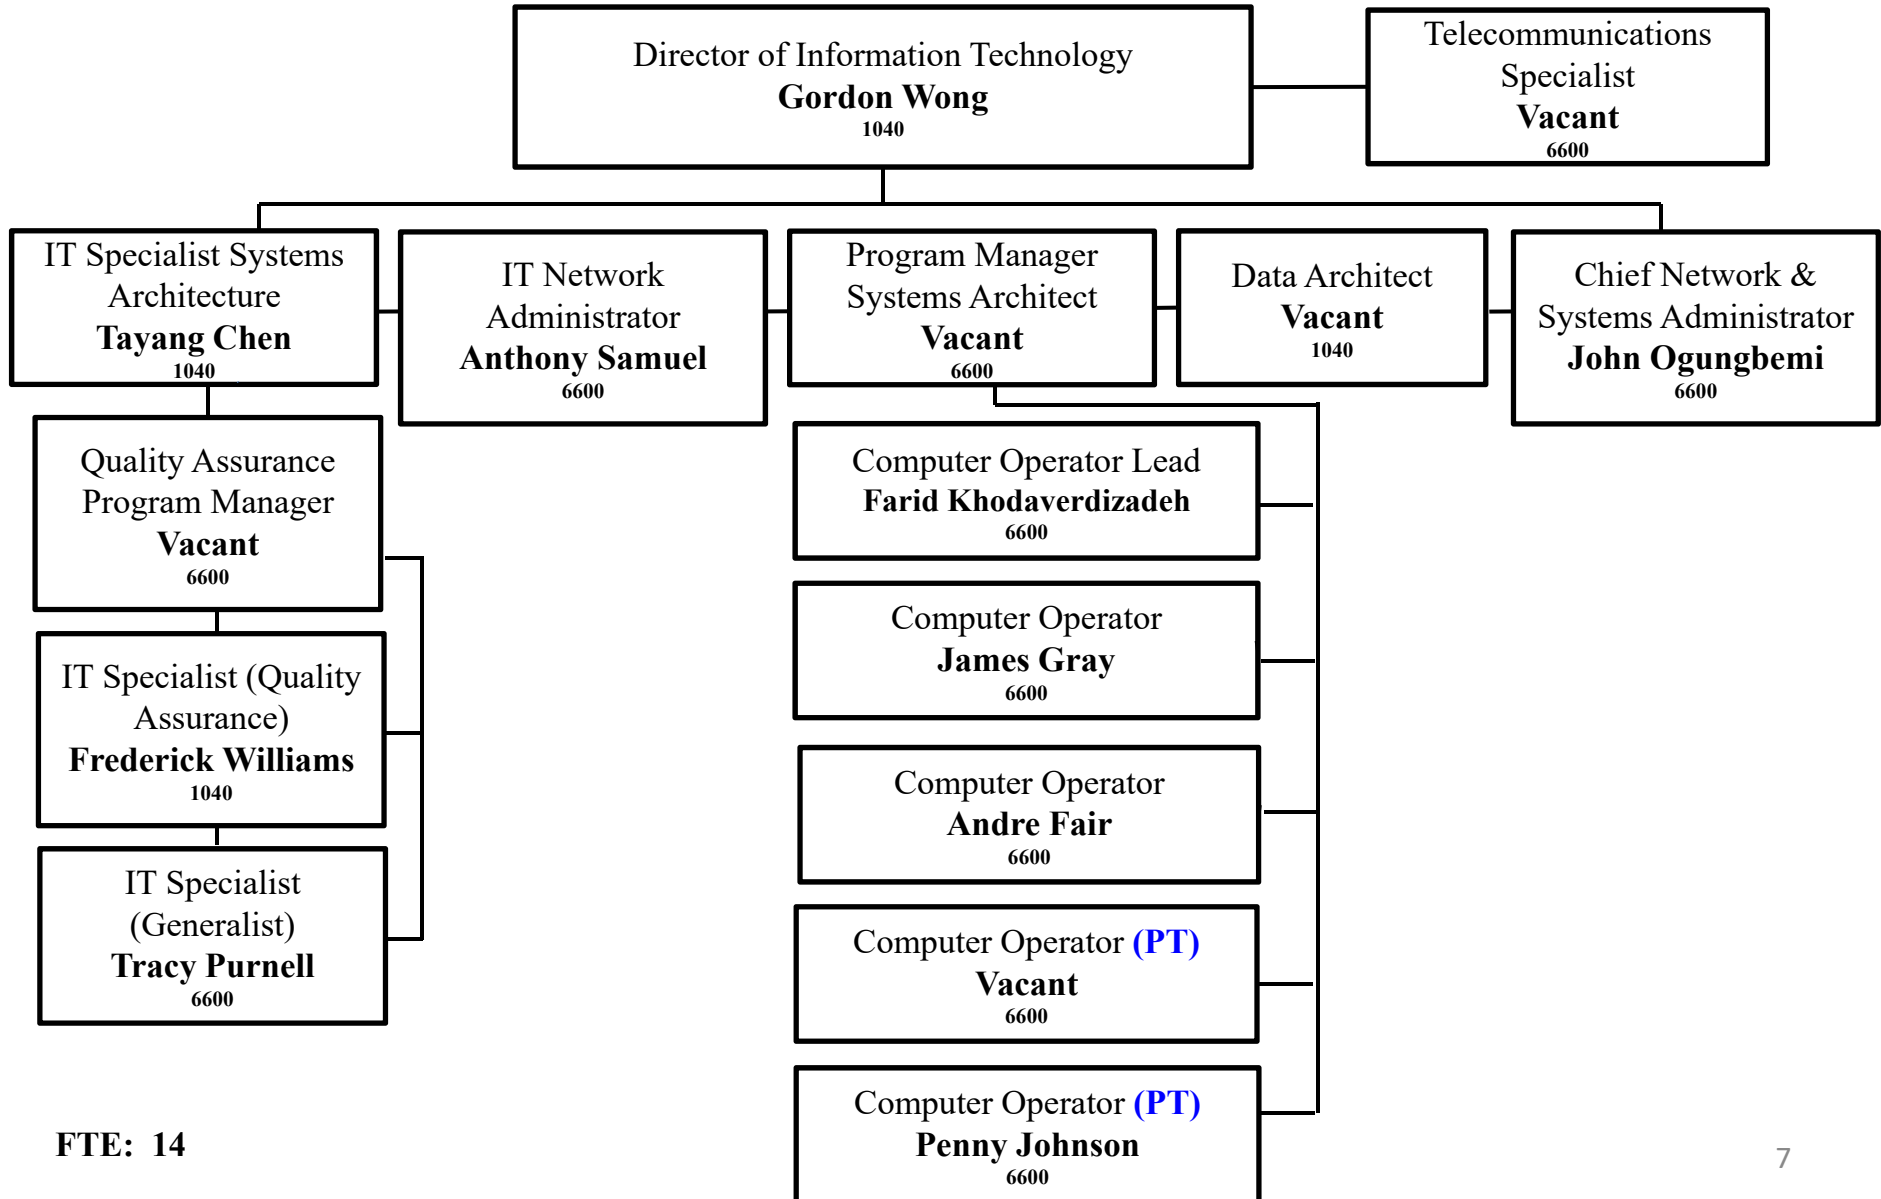 Director of Information Technology
Gordon Wong
1040
Telecommunications
Specialist
Vacant
6600
IT Specialist Systems
Architecture
Tayang Chen
1040
IT Network
Administrator
Anthony Samuel
6600
Program Manager
Systems Architect
Vacant
6600
Data Architect
Vacant
1040
Chief Network &
Systems Administrator
John Ogungbemi
6600
Quality Assurance
Program Manager
Vacant
6600
IT Specialist (Quality
Assurance)
Frederick Williams
1040
IT Specialist
(Generalist)
Tracy Purnell
6600
Computer Operator Lead
Farid Khodaverdizadeh
6600
Computer Operator
James Gray
6600
Computer Operator
Andre Fair
6600
Computer Operator (PT)
Vacant
6600
Computer Operator (PT)
Penny Johnson
6600
FTE: 14
7